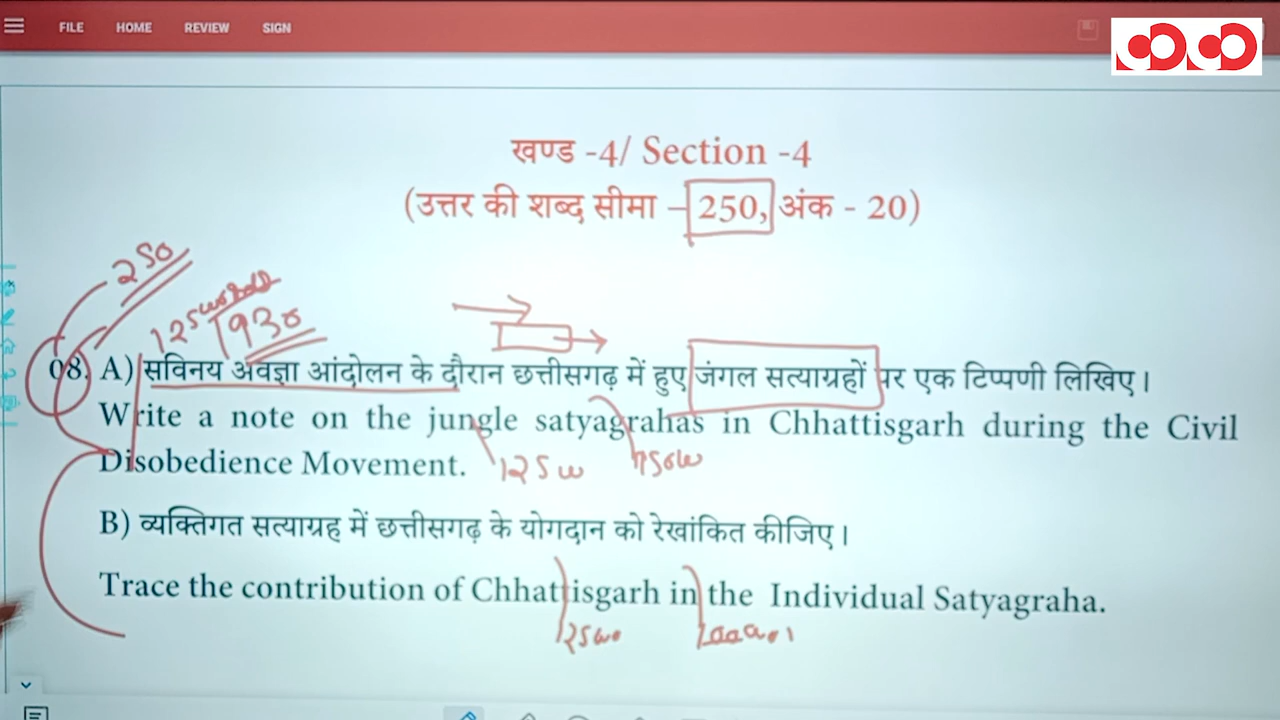 FILE HOME REVIEW SIGN
खण्ड -4/ Section -4
(उत्तर की शब्द सीमा – 250, अंक - 20)
250
125 words
1930
08. A) सविनय अवज्ञा आंदोलन के दौरान छत्तीसगढ़ में हुए जंगल सत्याग्रहों पर एक टिप्पणी लिखिए।
Write a note on the jungle satyagrahas in Chhattisgarh during the Civil
Disobedience Movement.
125w
B) व्यक्तिगत सत्याग्रह में छत्तीसगढ़ के योगदान को रेखांकित कीजिए।
Trace the contribution of Chhattisgarh in the Individual Satyagraha.